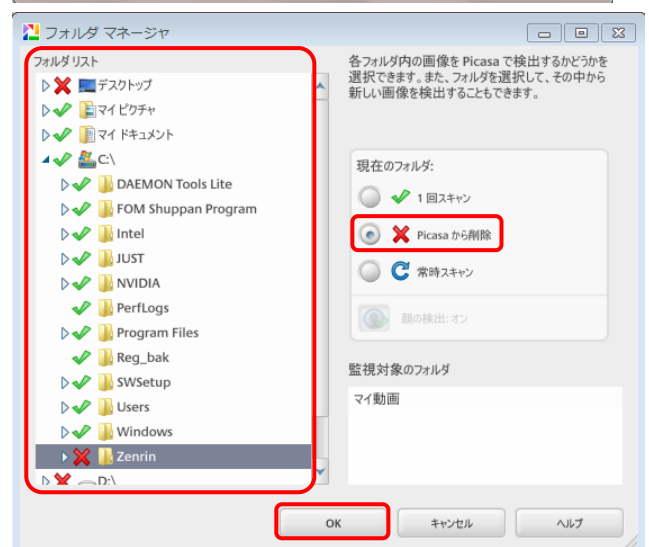 フォルダ マネージャ
フォルダリスト
デスクトップ
マイ ピクチャ
マイ ドキュメント
C:\
DAEMON Tools Lite
FOM Shuppan Program
Intel
JUST
NVIDIA
PerfLogs
Program Files
Reg_bak
SWSetup
Users
Windows
Zenrin
D:\
各フォルダ内の画像を Picasa で検出するかどうかを
選択できます。また、フォルダを選択して、その中から
新しい画像を検出することもできます。
現在のフォルダ:
1 回スキャン
Picasa から削除
常時スキャン
顔の検出: オン
監視対象のフォルダ
マイ動画
OK
キャンセル
ヘルプ